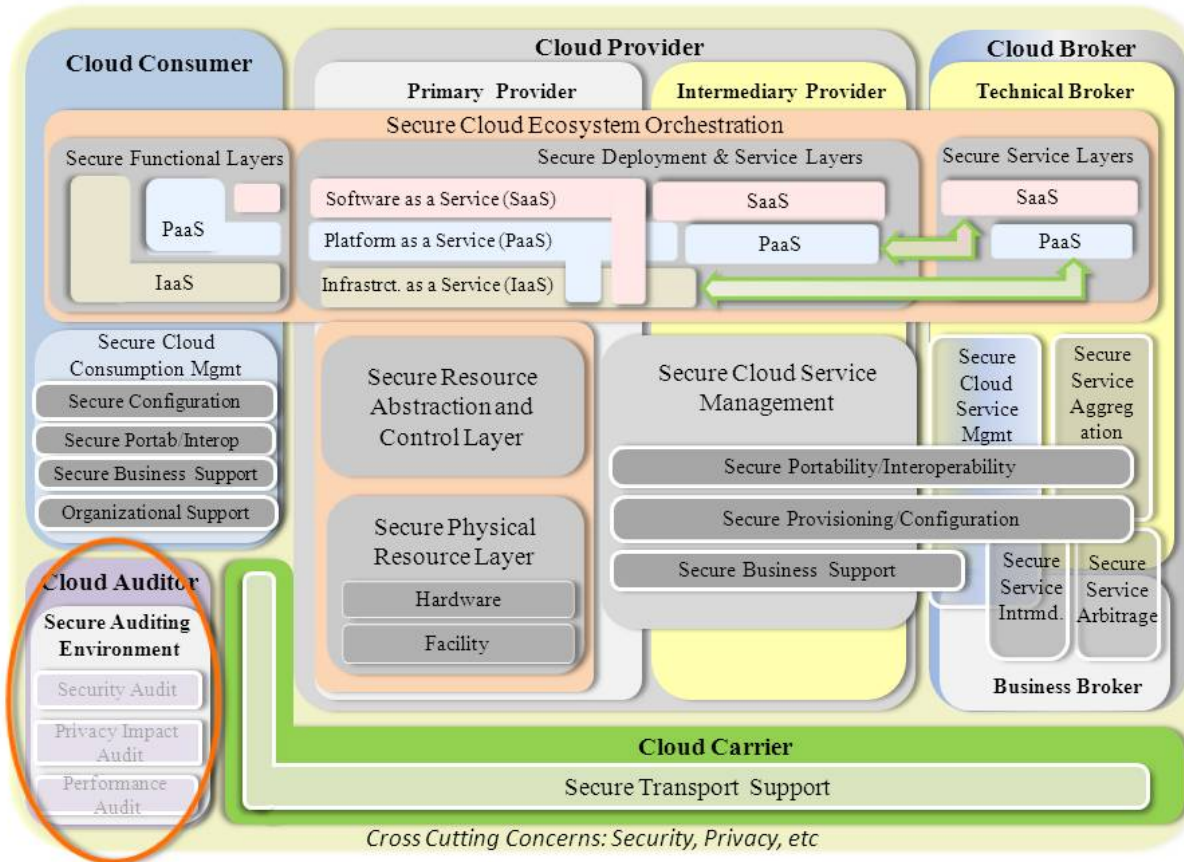 Cloud Consumer
Cloud Provider
Cloud Broker
Primary Provider
Intermediary Provider
Technical Broker
Secure Cloud Ecosystem Orchestration
Secure Functional Layers
Secure Deployment & Service Layers
Secure Service Layers
PaaS
IaaS
Software as a Service (SaaS)
Platform as a Service (PaaS)
Infrastrct. as a Service (IaaS)
SaaS
PaaS
SaaS
PaaS
Secure Cloud
Consumption Mgmt
Secure Configuration
Secure Portab/Interop
Secure Business Support
Organizational Support
Secure Resource
Abstraction and
Control Layer
Secure Physical
Resource Layer
Hardware
Facility
Secure Cloud Service
Management
Secure Portability/Interoperability
Secure Provisioning/Configuration
Secure Business Support
Secure
Cloud
Service
Mgmt
Secure
Service
Aggreg
ation
Secure
Service
Intrmd.
Secure
Service
Arbitrage
Business Broker
Cloud Auditor
Secure Auditing
Environment
Security Audit
Privacy Impact
Audit
Performance
Audit
Cloud Carrier
Secure Transport Support
Cross Cutting Concerns: Security, Privacy, etc